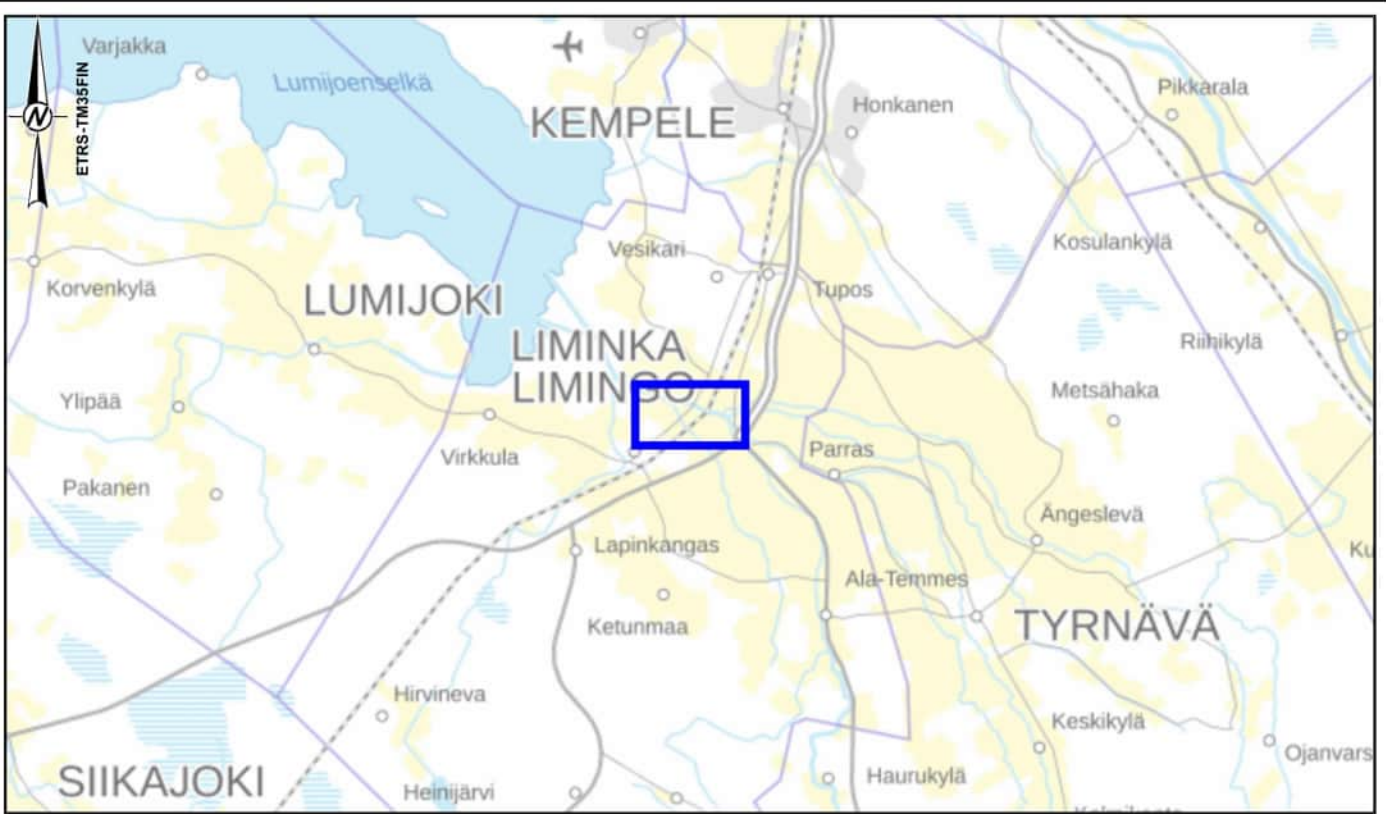 Varjakka
Lumijoenselkä
Pikkarala
N
ETRS-TM35FIN
KEMPELE
Honkanen
Vesikari
Kosulankylä
Korvenkylä
LUMIJOKI
Tupos
LIMINKA
LIMINGO
Riihikylä
Ylipää
Metsähaka
Virkkula
Parras
Pakanen
Ängeslevä
Lapinkangas
Ku
Ala-Temmes
Ketunmaa
TYRNÄVÄ
Hirvineva
Keskikylä
SIIKAJOKI
Heinijärvi
Haurukylä
Ojanvars